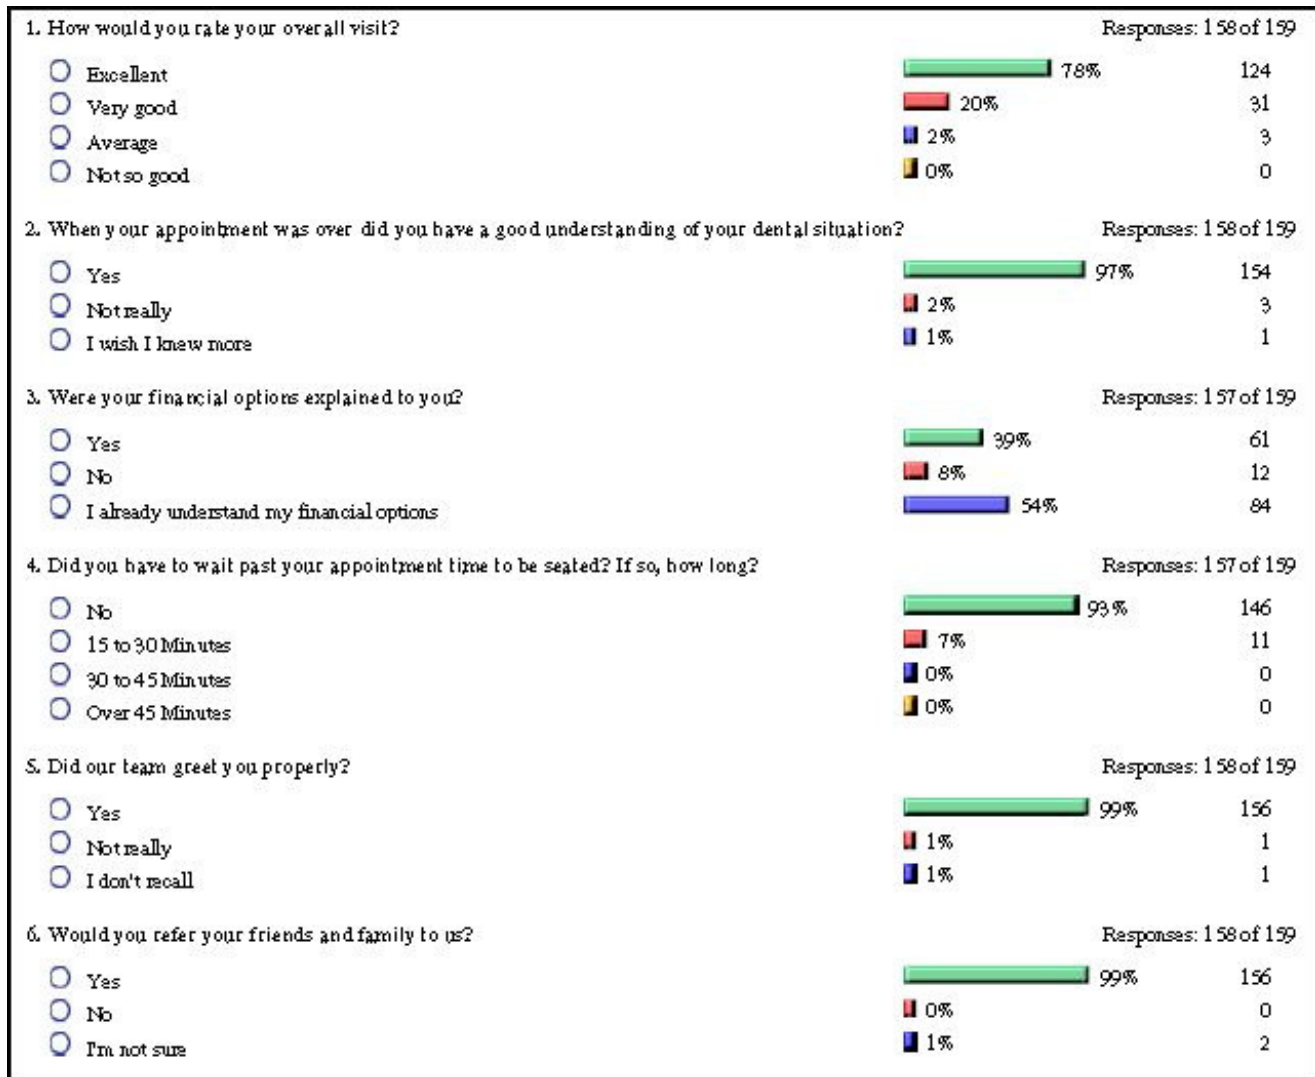 1. How would you rate your overall visit? Responses: 158 of 159
Excellent 78% 124
Very good 20% 31
Average 2% 3
Not so good 0% 0
2. When your appointment was over did you have a good understanding of your dental situation? Responses: 158 of 159
Yes 97% 154
Not really 2% 3
I wish I knew more 1% 1
3. Were your financial options explained to you? Responses: 157 of 159
Yes 39% 61
No 8% 12
I already understand my financial options 54% 84
4. Did you have to wait past your appointment time to be seated? If so, how long? Responses: 157 of 159
No 93% 146
15 to 30 Minutes 7% 11
30 to 45 Minutes 0% 0
Over 45 Minutes 0% 0
5. Did our team greet you properly? Responses: 158 of 159
Yes 99% 156
Not really 1% 1
I don't recall 1% 1
6. Would you refer your friends and family to us? Responses: 158 of 159
Yes 99% 156
No 0% 0
I'm not sure 1% 2